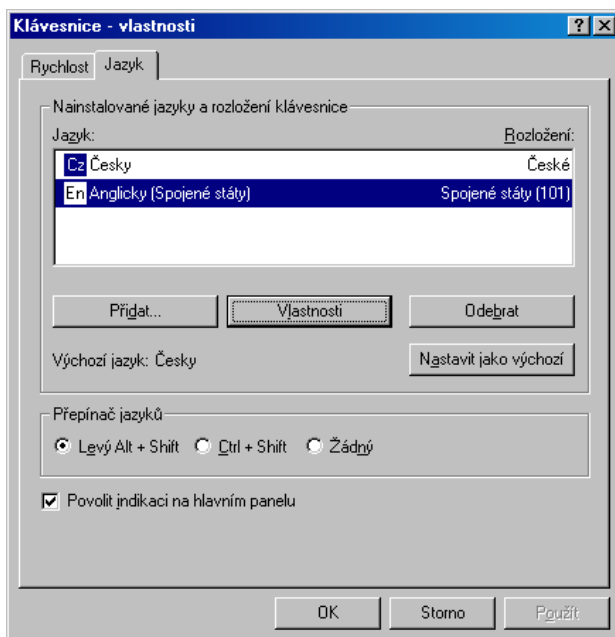 Klávesnice - vlastnosti
Rychlost Jazyk
Nainstalované jazyky a rozložení klávesnice
Jazyk: Rozložení:
Cz Česky České
En Anglicky (Spojené státy) Spojené státy (101)
Přidat... Vlastnosti Odebrat
Výchozí jazyk: Česky Nastavit jako výchozí
Přepínač jazyků
Levý Alt + Shift Ctrl + Shift Žádný
Povolit indikaci na hlavním panelu
OK Storno Použít